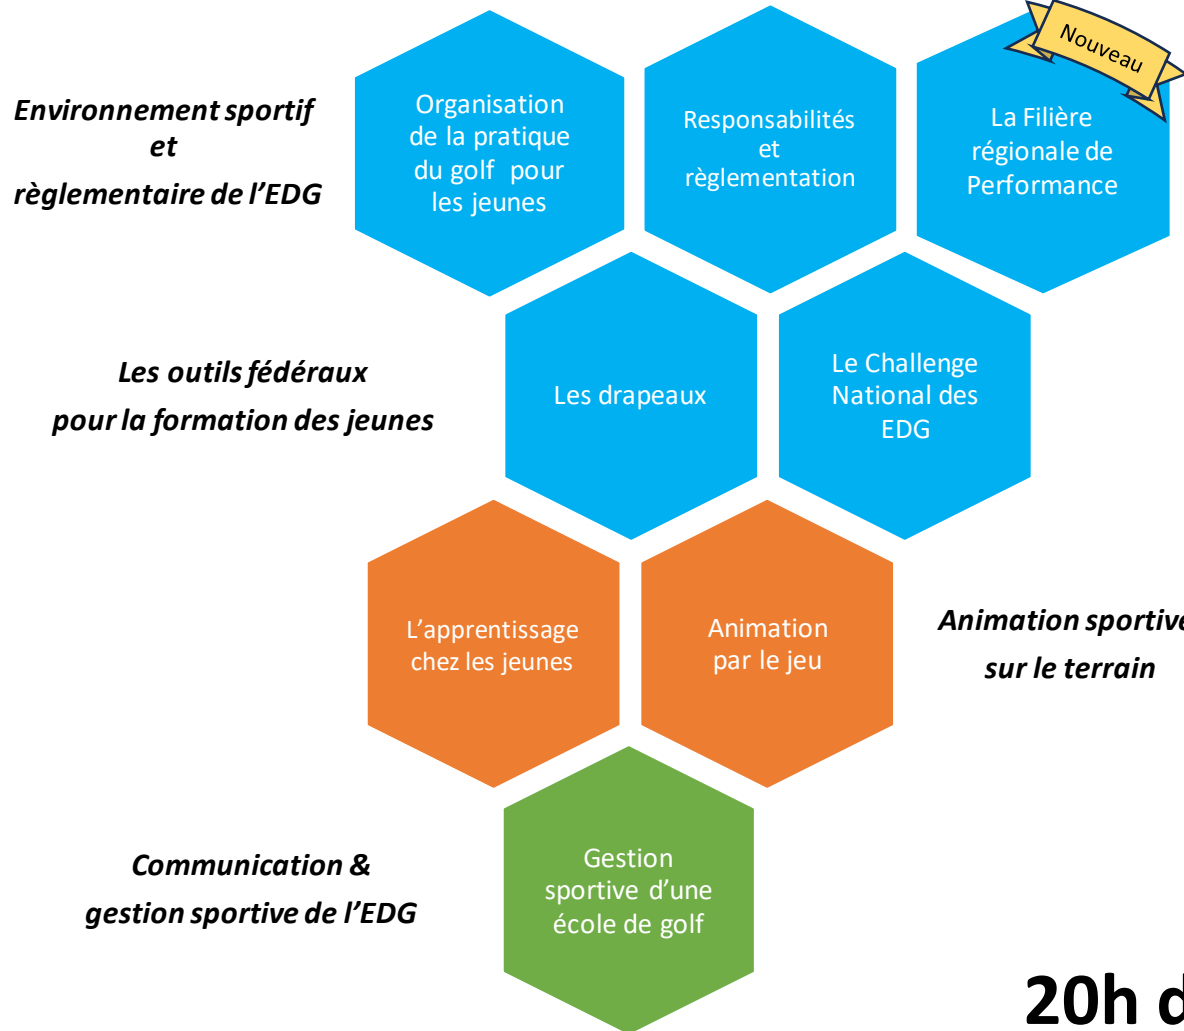 Nouveau
Environnement sportif
et
règlementaire de l’EDG
Organisation
de la pratique
du golf pour
les jeunes
Responsabilités
et
règlementation
La Filière
régionale de
Performance
Les outils fédéraux
pour la formation des jeunes
Les drapeaux
Le Challenge
National des
EDG
L’apprentissage
chez les jeunes
Animation
par le jeu
Animation sportive
sur le terrain
Communication &
gestion sportive de l’EDG
Gestion
sportive d’une
école de golf
20h d